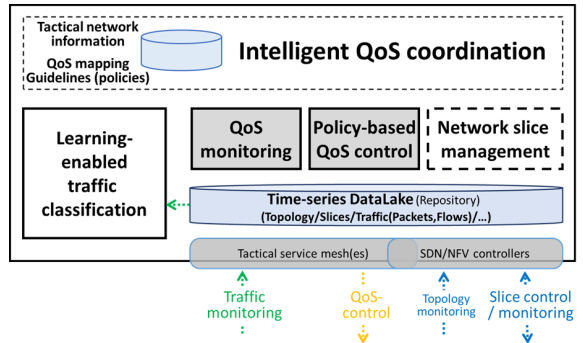 Tactical network
information
QoS mapping
Guidelines (policies)
Intelligent QoS coordination
Learning-
enabled
traffic
classification
QoS
monitoring
Policy-based
QoS control
Network slice
management
Time-series DataLake (Repository)
(Topology/Slices/Traffic(Packets,Flows)/...)
Tactical service mesh(es)
SDN/NFV controllers
Traffic
monitoring
QoS-
control
Topology
monitoring
Slice control
/ monitoring